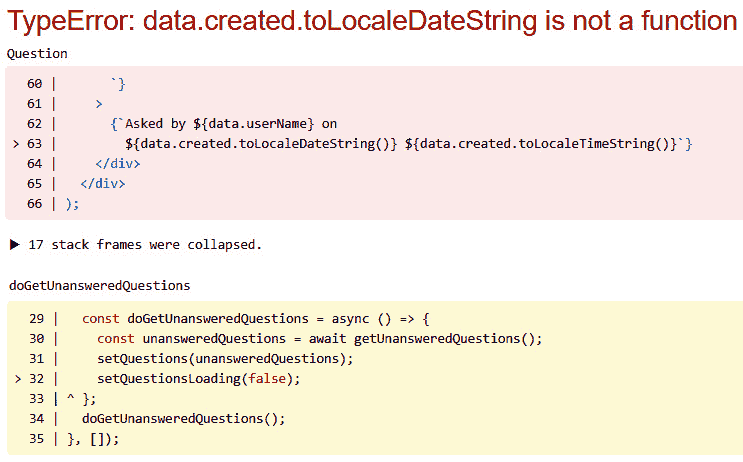 TypeError: data.created.toLocaleDateString is not a function
Question
60 | `}
61 | >
62 | {`Asked by ${data.userName} on
> 63 | ${data.created.toLocaleDateString()} ${data.created.toLocaleTimeString()}`}
64 | </div>
65 | </div>
66 | );
▶ 17 stack frames were collapsed.
doGetUnansweredQuestions
29 | const doGetUnansweredQuestions = async () => {
30 | const unansweredQuestions = await getUnansweredQuestions();
31 | setQuestions(unansweredQuestions);
> 32 | setQuestionsLoading(false);
33 | ^ };
34 | doGetUnansweredQuestions();
35 | }, []);